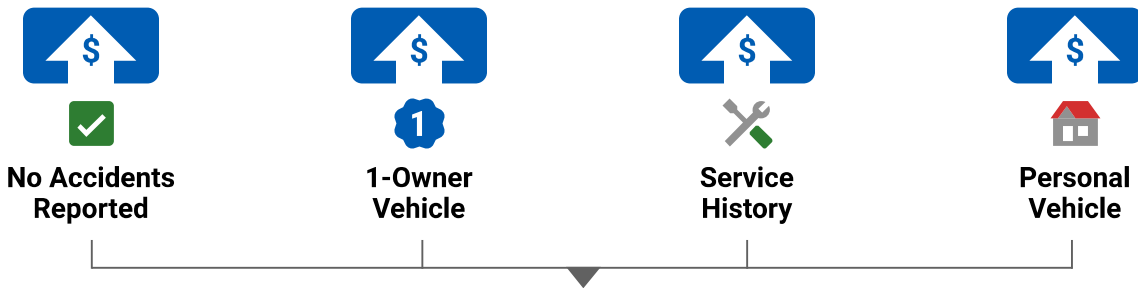 $
$
$
$
1
No Accidents
Reported
1-Owner
Vehicle
Service
History
Personal
Vehicle